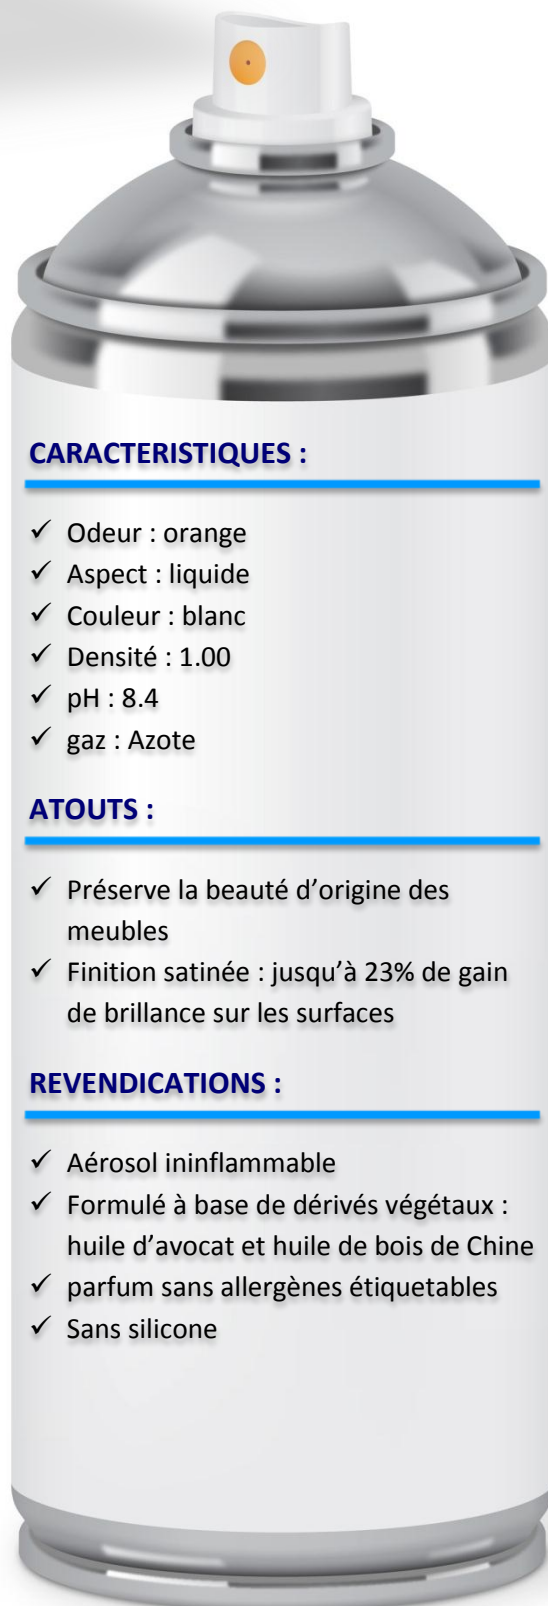 CARACTERISTIQUES :
✓ Odeur : orange
✓ Aspect : liquide
✓ Couleur : blanc
✓ Densité : 1.00
✓ pH : 8.4
✓ gaz : Azote
ATOUTS :
✓ Préserve la beauté d’origine des
meubles
✓ Finition satinée : jusqu’à 23% de gain
de brillance sur les surfaces
REVENDICATIONS :
✓ Aérosol ininflammable
✓ Formulé à base de dérivés végétaux :
huile d’avocat et huile de bois de Chine
✓ parfum sans allergènes étiquetables
✓ Sans silicone